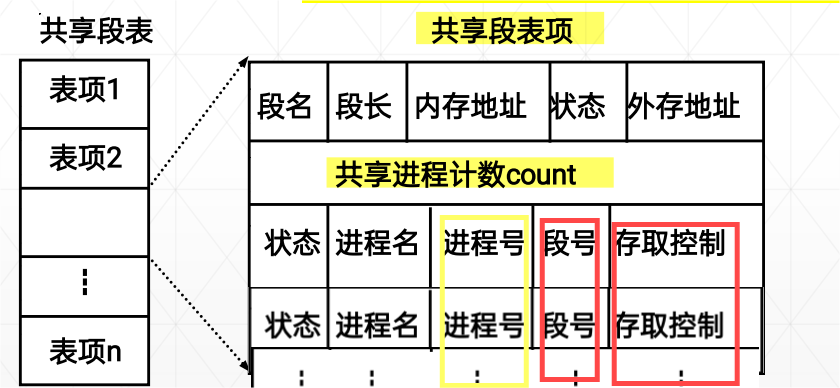 共享段表
共享段表项
表项1
表项2
⋮
表项n
段名 段长 内存地址 状态 外存地址
共享进程计数count
状态 进程名 进程号 段号 存取控制
状态 进程名 进程号 段号 存取控制
⋮ ⋮ ⋮ ⋮ ⋮